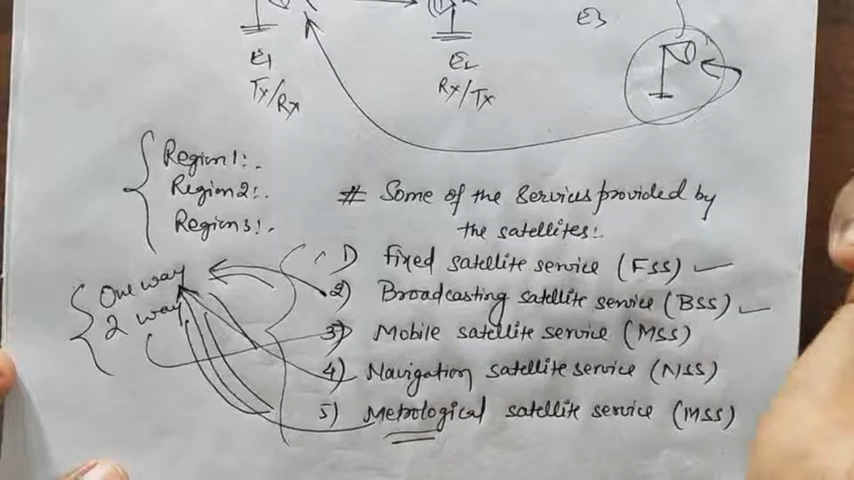 E1
Tx/Rx
E2
Rx/Tx
E3
Region 1:.
Region 2:.
Region 3:.
# Some of the Services provided by
the satellites:.
One way
2 way
1) Fixed satellite service (FSS)
2) Broadcasting satellite service (BSS)
3) Mobile satellite service (MSS)
4) Navigation satellite service (NSS)
5) Metrological satellite service (MSS)